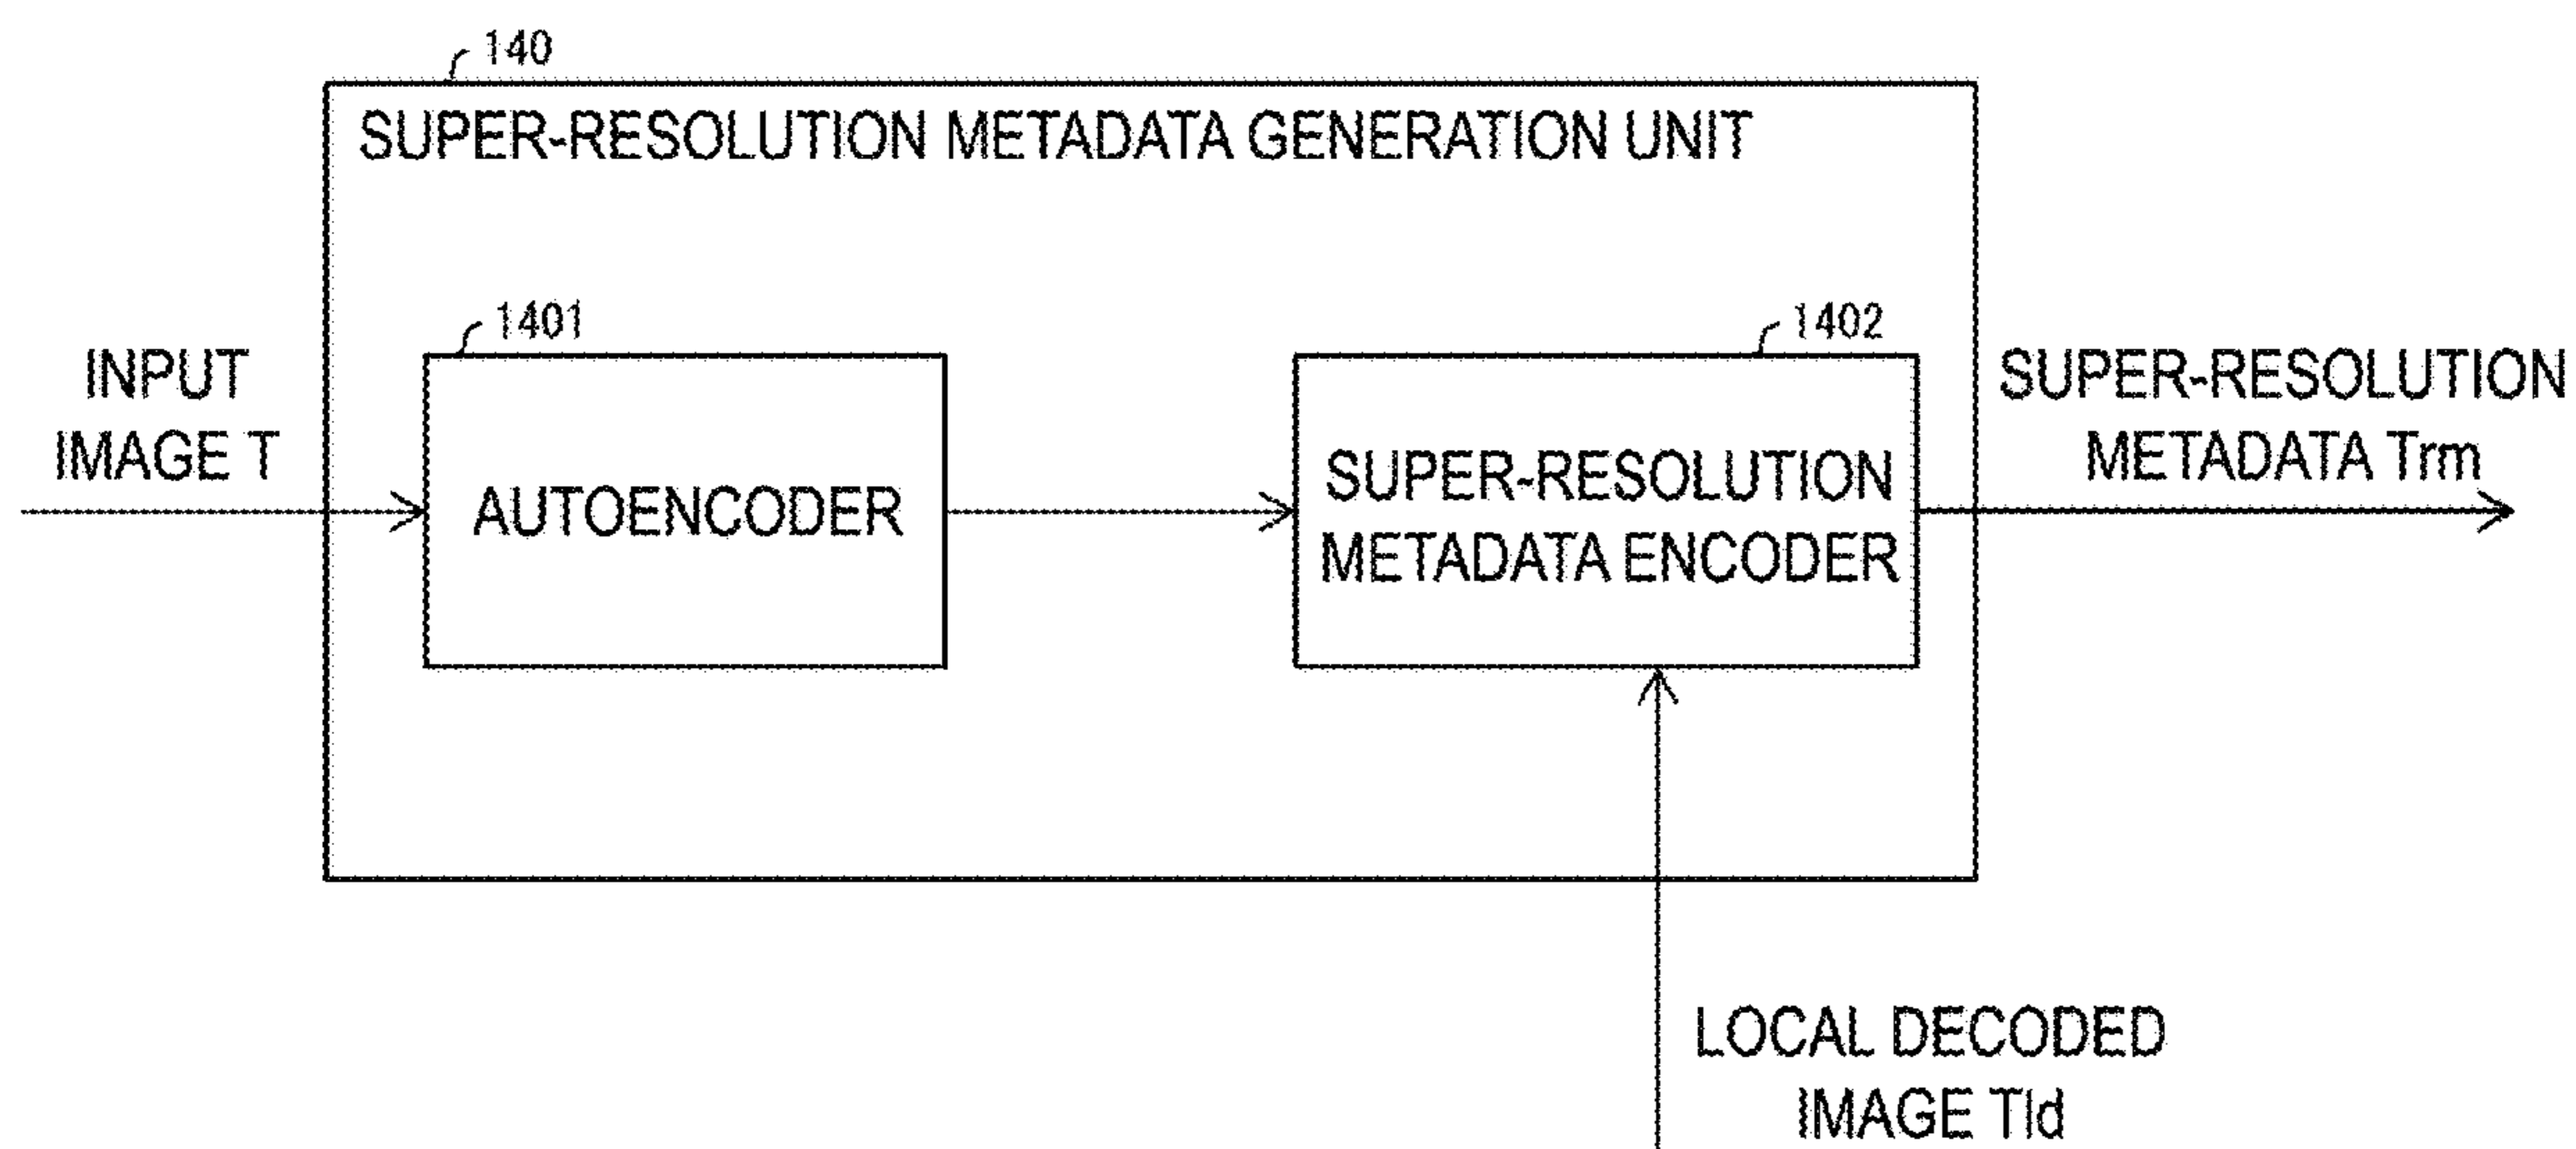 140
SUPER-RESOLUTION METADATA GENERATION UNIT
1401
1402
INPUT
IMAGE T
AUTOENCODER
SUPER-RESOLUTION
METADATA ENCODER
SUPER-RESOLUTION
METADATA Trm
LOCAL DECODED
IMAGE Tld